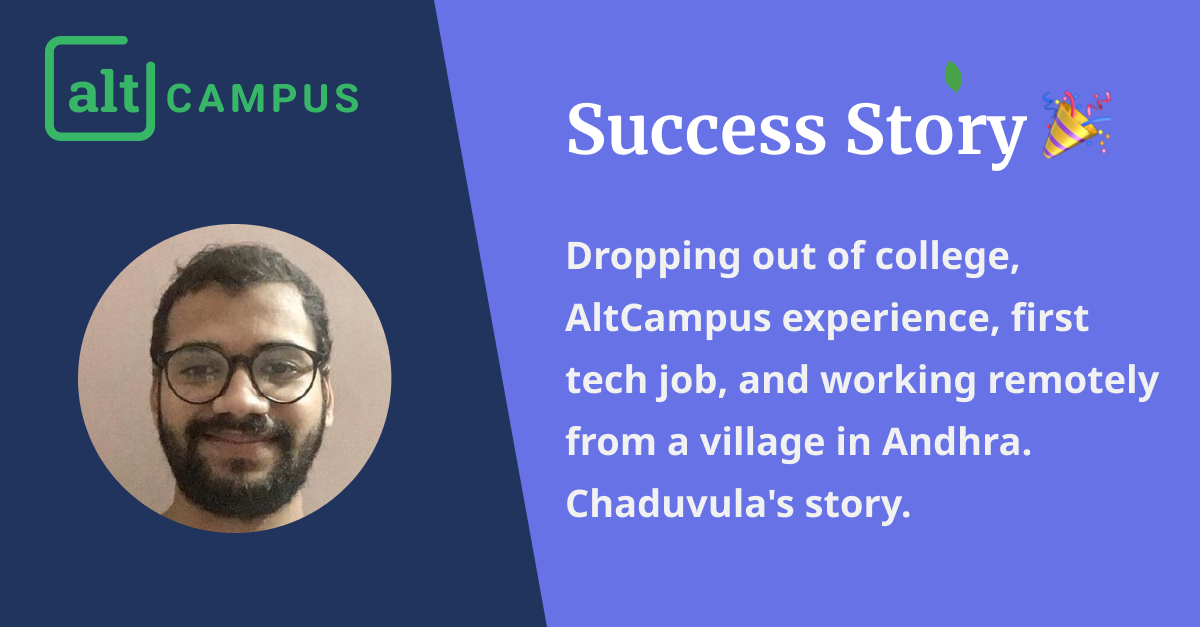 alt CAMPUS
Success Story 🎉
Dropping out of college,
AltCampus experience, first
tech job, and working remotely
from a village in Andhra.
Chaduvula's story.